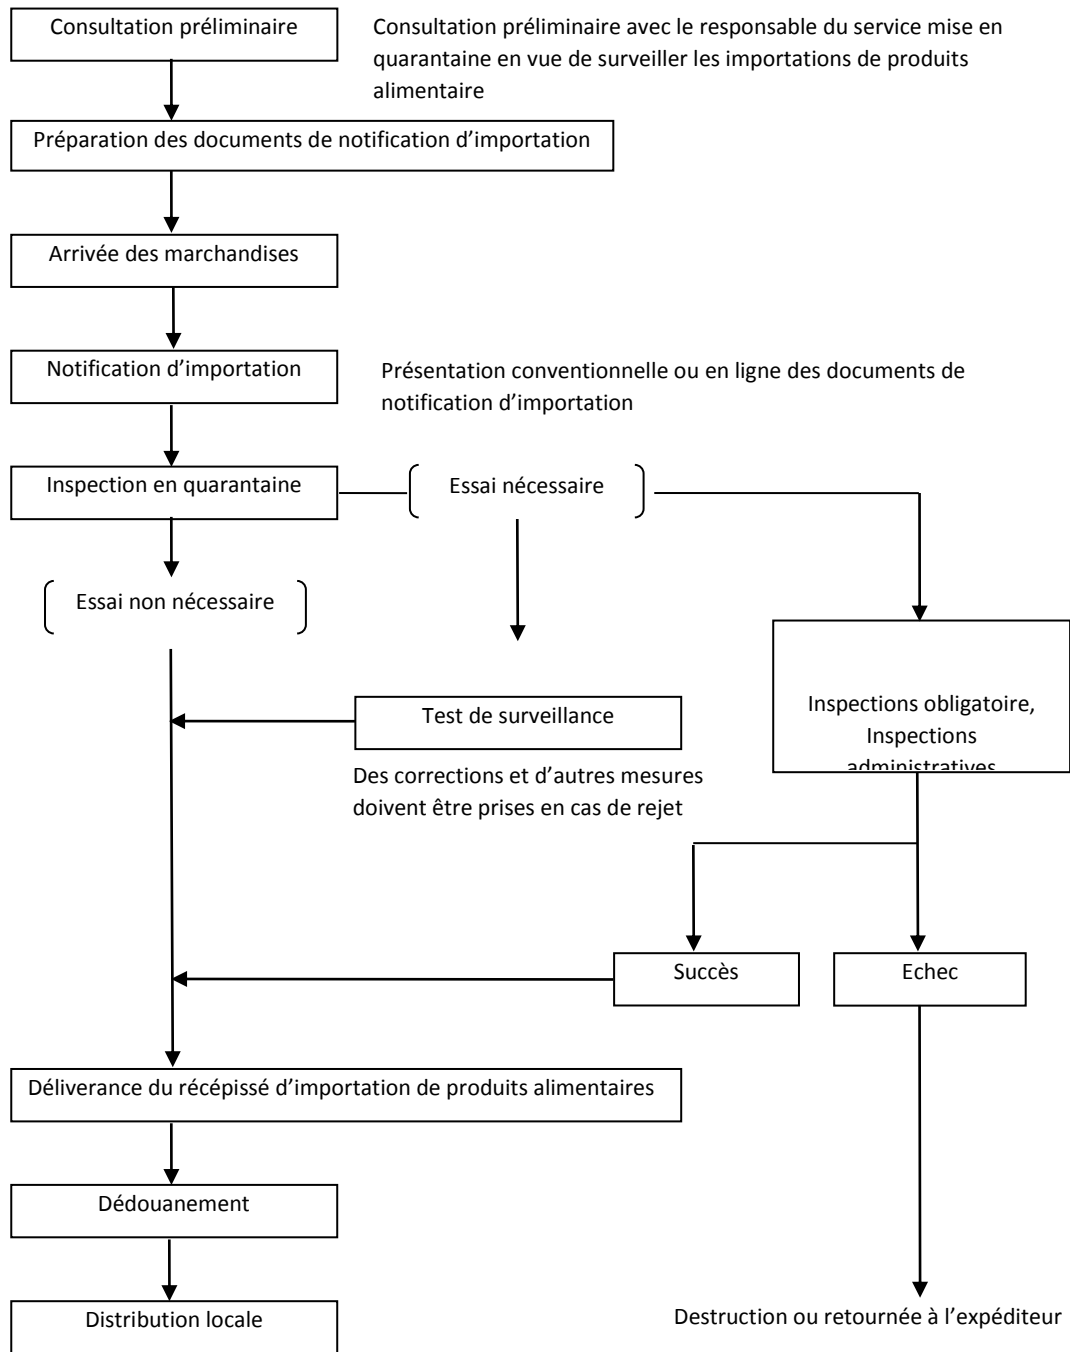 Consultation préliminaire
Consultation préliminaire avec le responsable du service mise en
quarantaine en vue de surveiller les importations de produits
alimentaire
Préparation des documents de notification d’importation
Arrivée des marchandises
Notification d’importation
Présentation conventionnelle ou en ligne des documents de
notification d’importation
Inspection en quarantaine
Essai nécessaire
Essai non nécessaire
Inspections obligatoire,
Inspections
administratives
Test de surveillance
Des corrections et d’autres mesures
doivent être prises en cas de rejet
Succès
Echec
Déliverance du récépissé d’importation de produits alimentaires
Dédouanement
Distribution locale
Destruction ou retournée à l’expéditeur